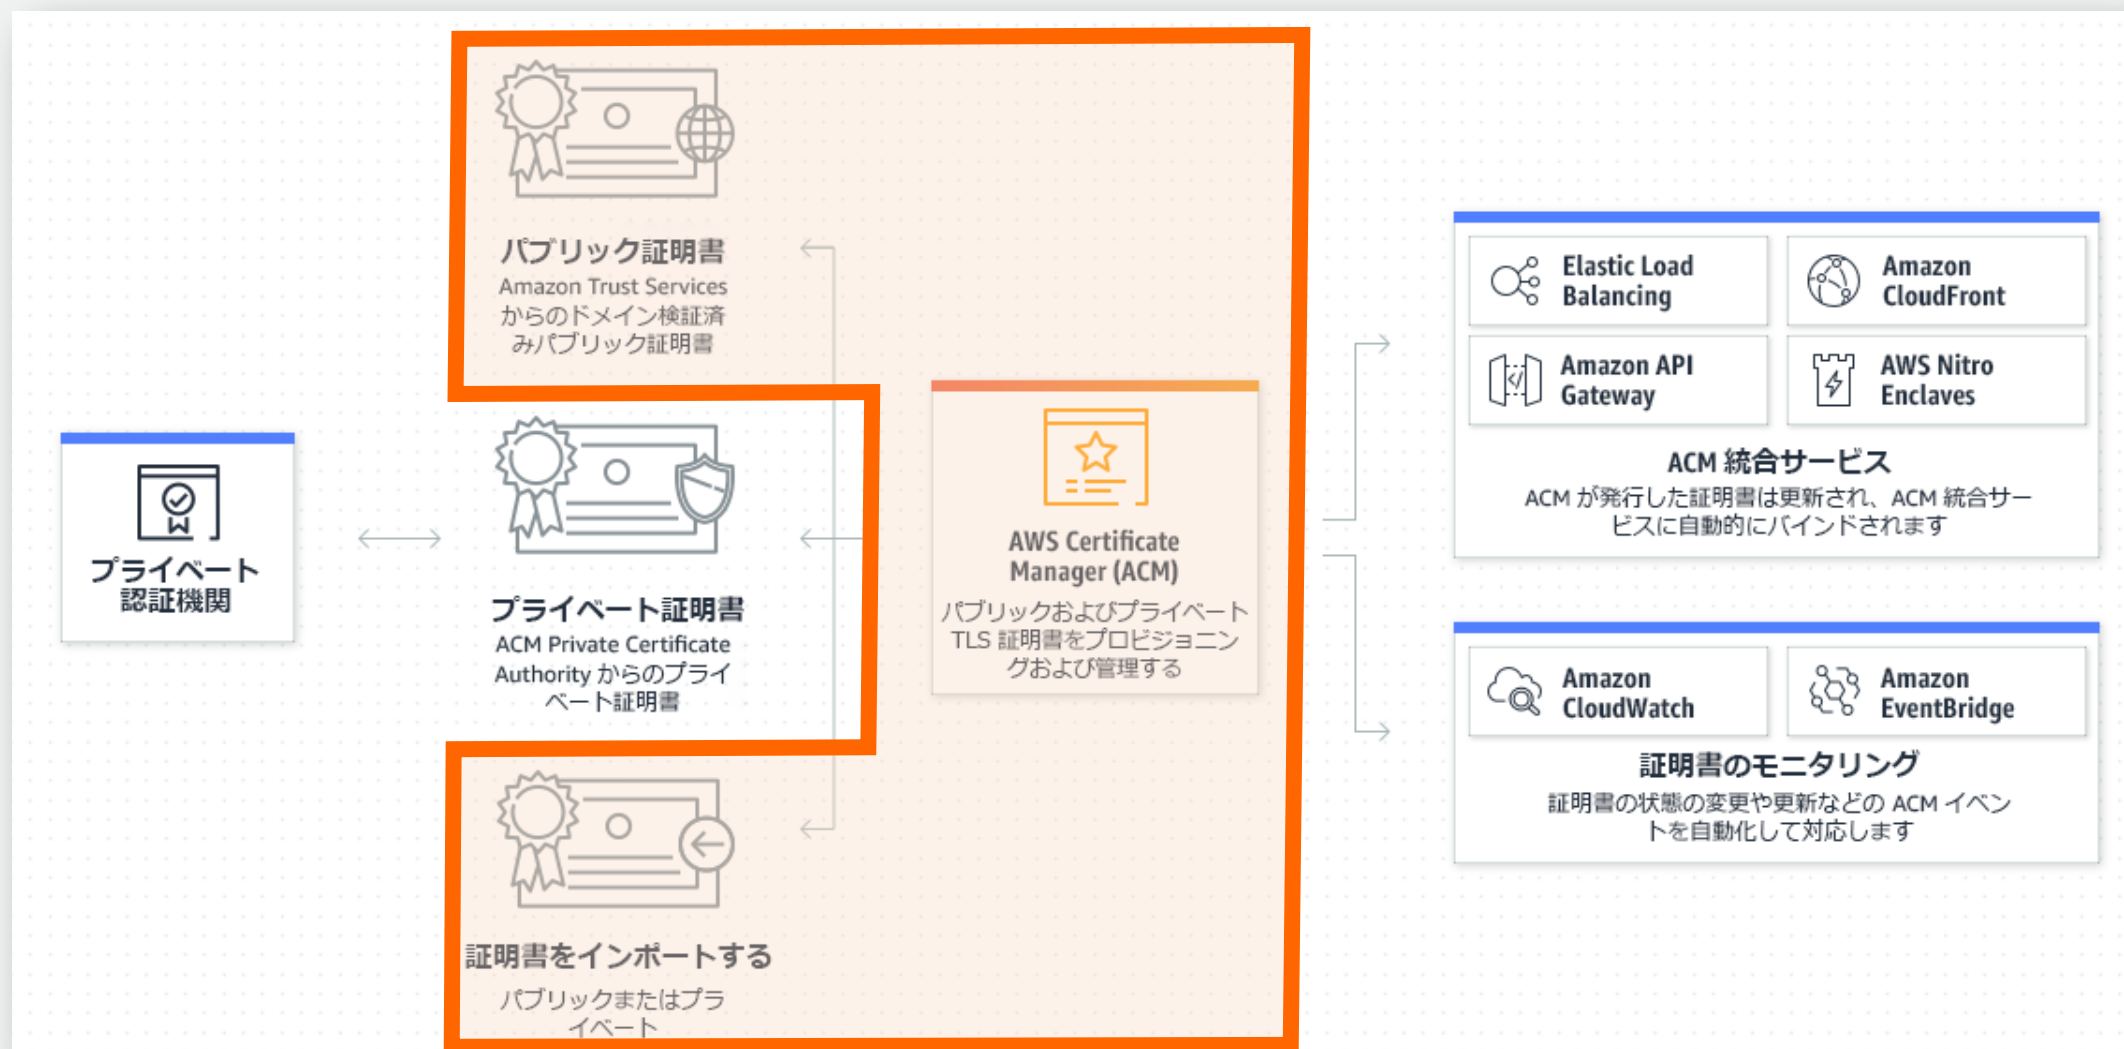 パブリック証明書
Amazon Trust Services
からのドメイン検証済
みパブリック証明書
プライベート
認証機関
プライベート証明書
ACM Private Certificate
Authority からのプライ
ベート証明書
証明書をインポートする
パブリックまたはプラ
イベート
AWS Certificate
Manager (ACM)
パブリックおよびプライベート
TLS 証明書をプロビジョニン
グおよび管理する
Elastic Load
Balancing
Amazon
CloudFront
Amazon API
Gateway
AWS Nitro
Enclaves
ACM 統合サービス
ACM が発行した証明書は更新され、ACM 統合サー
ビスに自動的にバインドされます
Amazon
CloudWatch
Amazon
EventBridge
証明書のモニタリング
証明書の状態の変更や更新などの ACM イベン
トを自動化して対応します